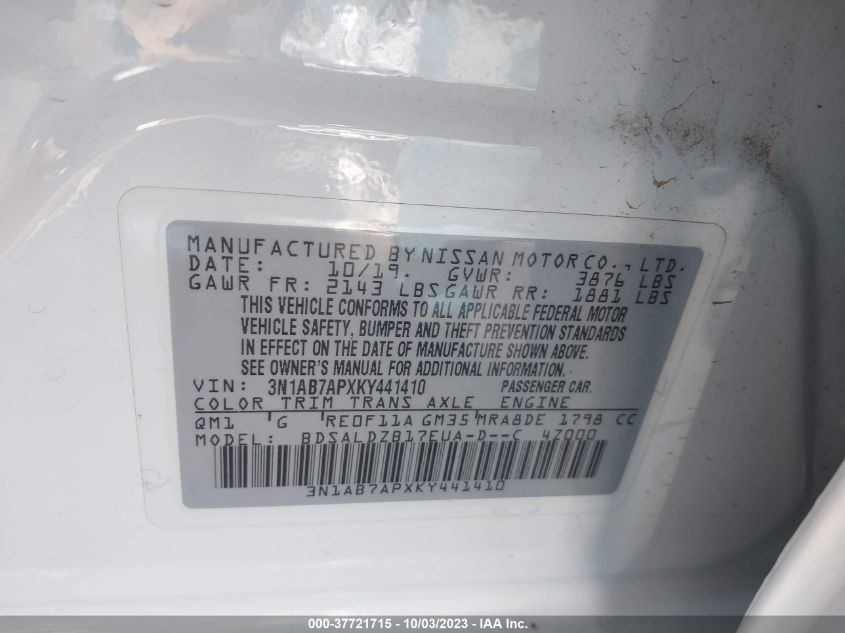 MANUFACTURED BY NISSAN MOTOR CO., LTD.
DATE: 10/19. GVWR: 3876 LBS
GAWR FR: 2143 LBS GAWR RR: 1881 LBS
THIS VEHICLE CONFORMS TO ALL APPLICABLE FEDERAL MOTOR
VEHICLE SAFETY, BUMPER AND THEFT PREVENTION STANDARDS
IN EFFECT ON THE DATE OF MANUFACTURE SHOWN ABOVE.
SEE OWNER'S MANUAL FOR ADDITIONAL INFORMATION.
VIN: 3N1AB7APXKY441410 PASSENGER CAR.
COLOR TRIM TRANS AXLE ENGINE
QM1 G RE0F11A GM35 MRA8DE 1798 CC
MODEL: BDSALDZB17EUA-D--C 4Z000
3N1AB7APXKY441410
000-37721715 - 10/03/2023 - © IAA Inc.